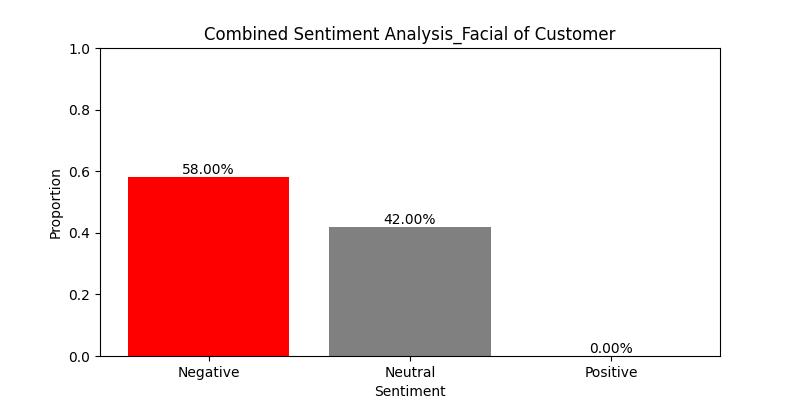 Combined Sentiment Analysis_Facial of Customer
1.0
0.8
0.6
0.4
0.2
0.0
Proportion
58.00%
42.00%
0.00%
Negative
Neutral
Positive
Sentiment